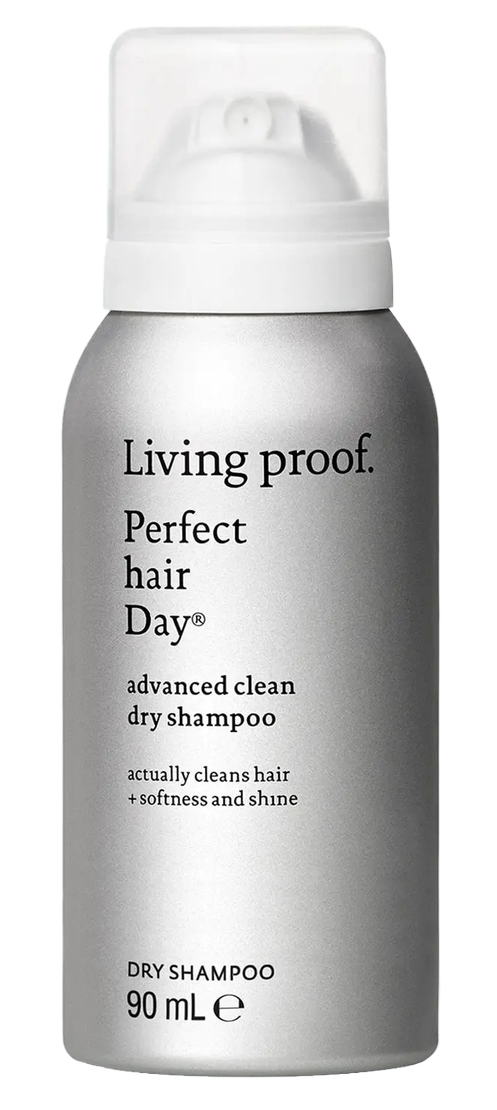 Living proof.
Perfect
hair
Day®
advanced clean
dry shampoo
actually cleans hair
+ softness and shine
DRY SHAMPOO
90 mL ℮